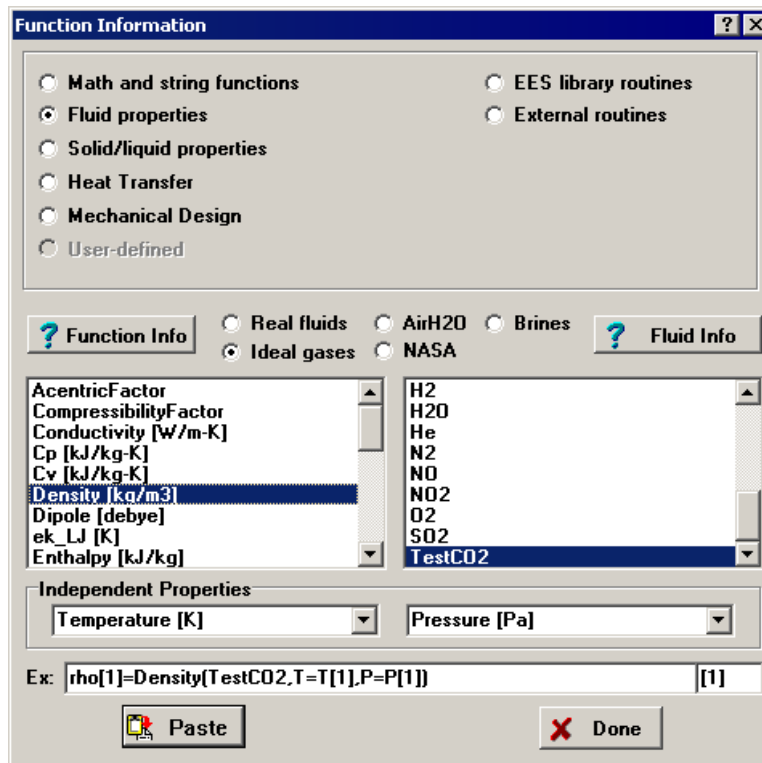 Function Information
Math and string functions
EES library routines
Fluid properties
External routines
Solid/liquid properties
Heat Transfer
Mechanical Design
User-defined
? Function Info
Real fluids
AirH2O
Brines
Ideal gases
NASA
? Fluid Info
AcentricFactor
CompressibilityFactor
Conductivity [W/m-K]
Cp [kJ/kg-K]
Cv [kJ/kg-K]
Density [kg/m3]
Dipole [debye]
ek_LJ [K]
Enthalpy [kJ/kg]
H2
H2O
He
N2
NO
NO2
O2
SO2
TestCO2
Independent Properties
Temperature [K]
Pressure [Pa]
Ex: rho[1]=Density(TestCO2,T=T[1],P=P[1]) [1]
Paste
Done